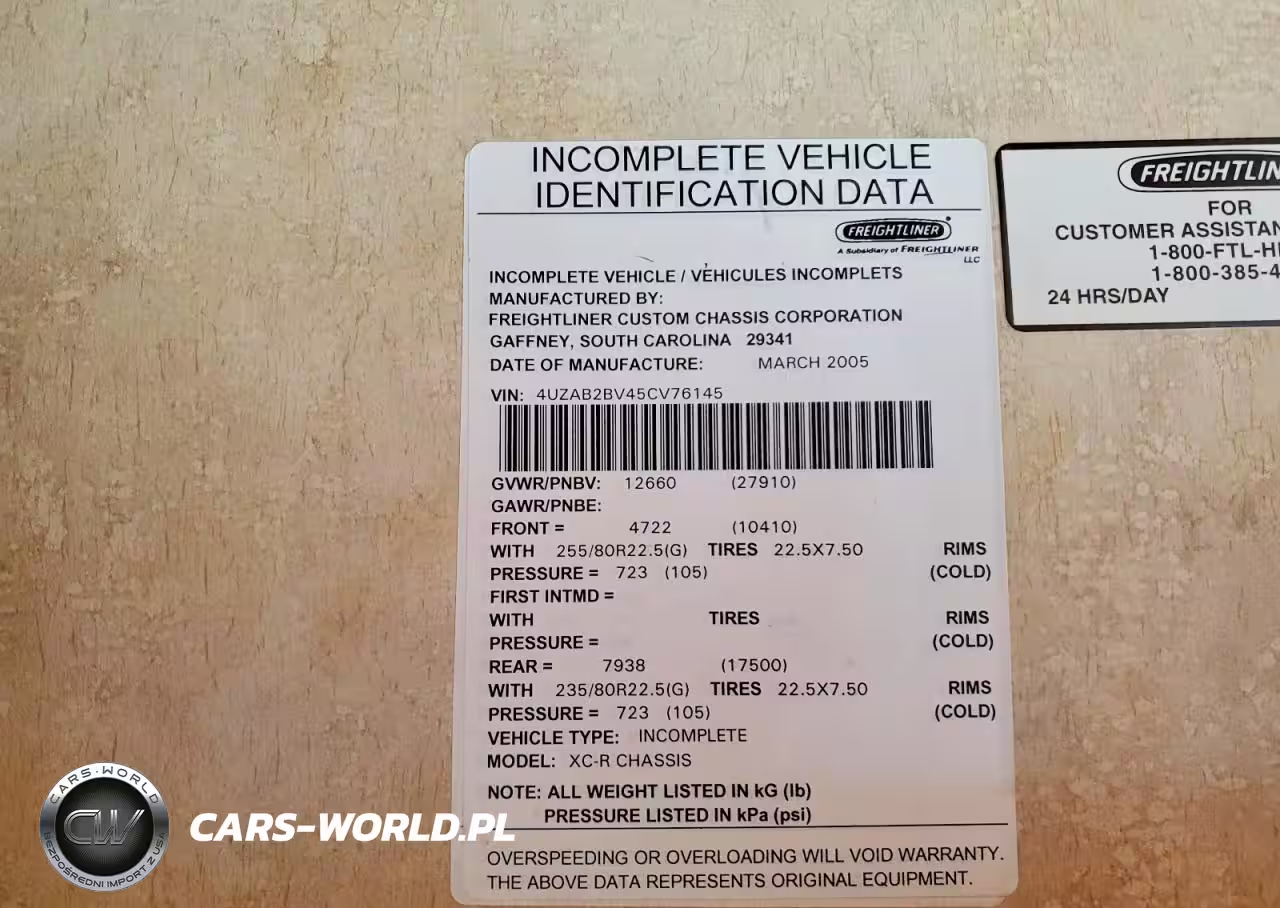 INCOMPLETE VEHICLE
IDENTIFICATION DATA
FREIGHTLINER
A Subsidiary of FREIGHTLINER
LLC
INCOMPLETE VEHICLE / VÉHICULES INCOMPLETS
MANUFACTURED BY:
FREIGHTLINER CUSTOM CHASSIS CORPORATION
GAFFNEY, SOUTH CAROLINA 29341
DATE OF MANUFACTURE: MARCH 2005
VIN: 4UZAB2BV45CV76145
GVWR/PNBV: 12660 (27910)
GAWR/PNBE:
FRONT = 4722 (10410)
WITH 255/80R22.5(G) TIRES 22.5X7.50 RIMS
PRESSURE = 723 (105) (COLD)
FIRST INTMD =
WITH TIRES RIMS
PRESSURE = (COLD)
REAR = 7938 (17500)
WITH 235/80R22.5(G) TIRES 22.5X7.50 RIMS
PRESSURE = 723 (105) (COLD)
VEHICLE TYPE: INCOMPLETE
MODEL: XC-R CHASSIS
NOTE: ALL WEIGHT LISTED IN kG (lb)
PRESSURE LISTED IN kPa (psi)
OVERSPEEDING OR OVERLOADING WILL VOID WARRANTY.
THE ABOVE DATA REPRESENTS ORIGINAL EQUIPMENT.
FREIGHTLIN
FOR
CUSTOMER ASSISTAN
1-800-FTL-H
1-800-385-4
24 HRS/DAY
CARS-WORLD
CW
BEZPOŚREDNI IMPORT Z USA
CARS-WORLD.PL